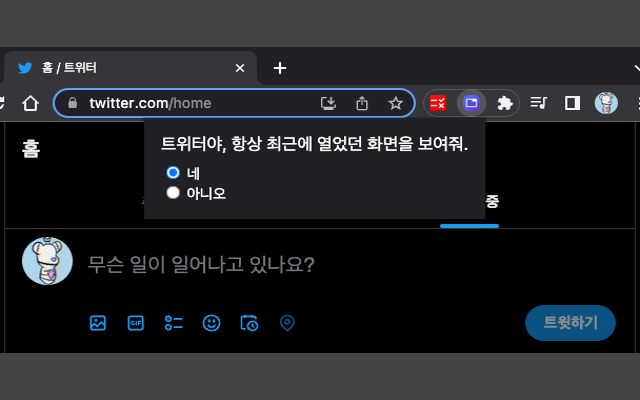 홈 / 트위터
twitter.com/home
홈
트위터야, 항상 최근에 열었던 화면을 보여줘.
네
아니오
중
무슨 일이 일어나고 있나요?
GIF
트윗하기